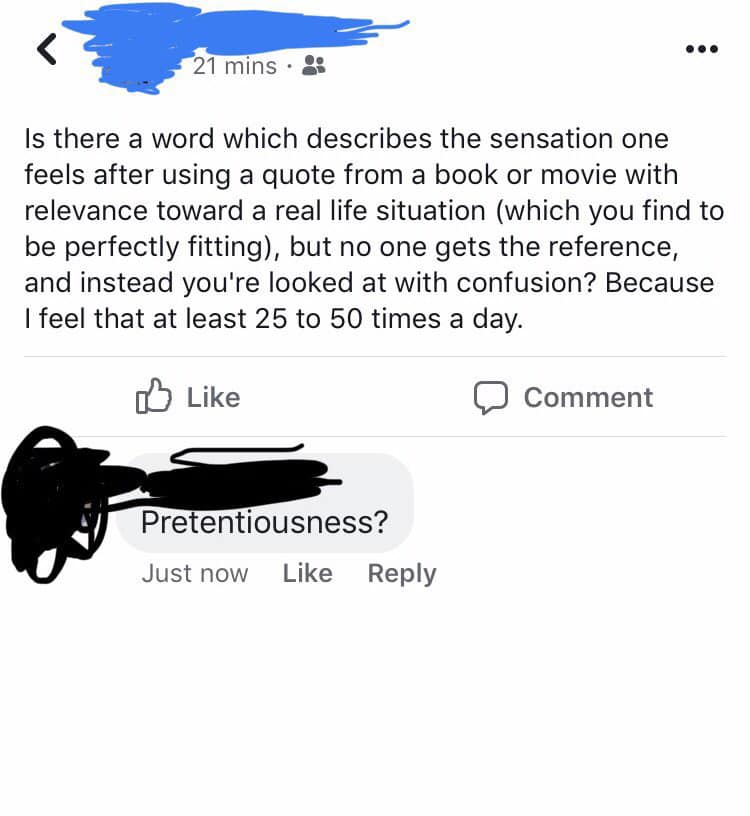 21 mins ·
Is there a word which describes the sensation one
feels after using a quote from a book or movie with
relevance toward a real life situation (which you find to
be perfectly fitting), but no one gets the reference,
and instead you're looked at with confusion? Because
I feel that at least 25 to 50 times a day.
Like Comment
Pretentiousness?
Just now Like Reply